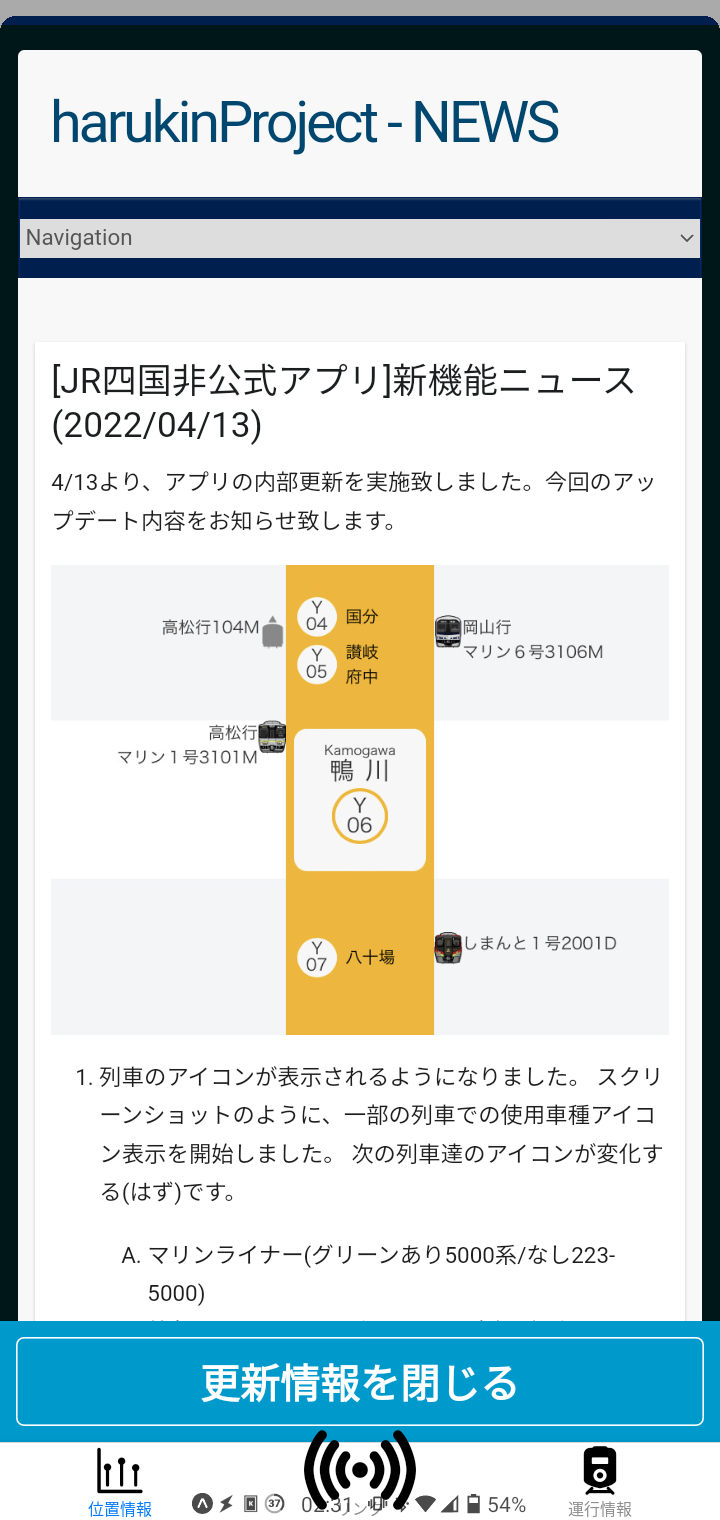 harukinProject - NEWS
Navigation
[JR四国非公式アプリ]新機能ニュース
(2022/04/13)
4/13より、アプリの内部更新を実施致しました。今回のアッ
プデート内容をお知らせ致します。
高松行104M
Y
04
国分
Y
05
讃岐
府中
岡山行
マリン６号3106M
高松行
マリン１号3101M
Kamogawa
鴨川
Y
06
Y
07
八十場
しまんと１号2001D
1. 列車のアイコンが表示されるようになりました。 スクリ
ーンショットのように、一部の列車での使用車種アイコ
ン表示を開始しました。 次の列車達のアイコンが変化す
る(はず)です。
A. マリンライナー(グリーンあり5000系/なし223-
5000)
更新情報を閉じる
位置情報
37
02:31
54%
運行情報